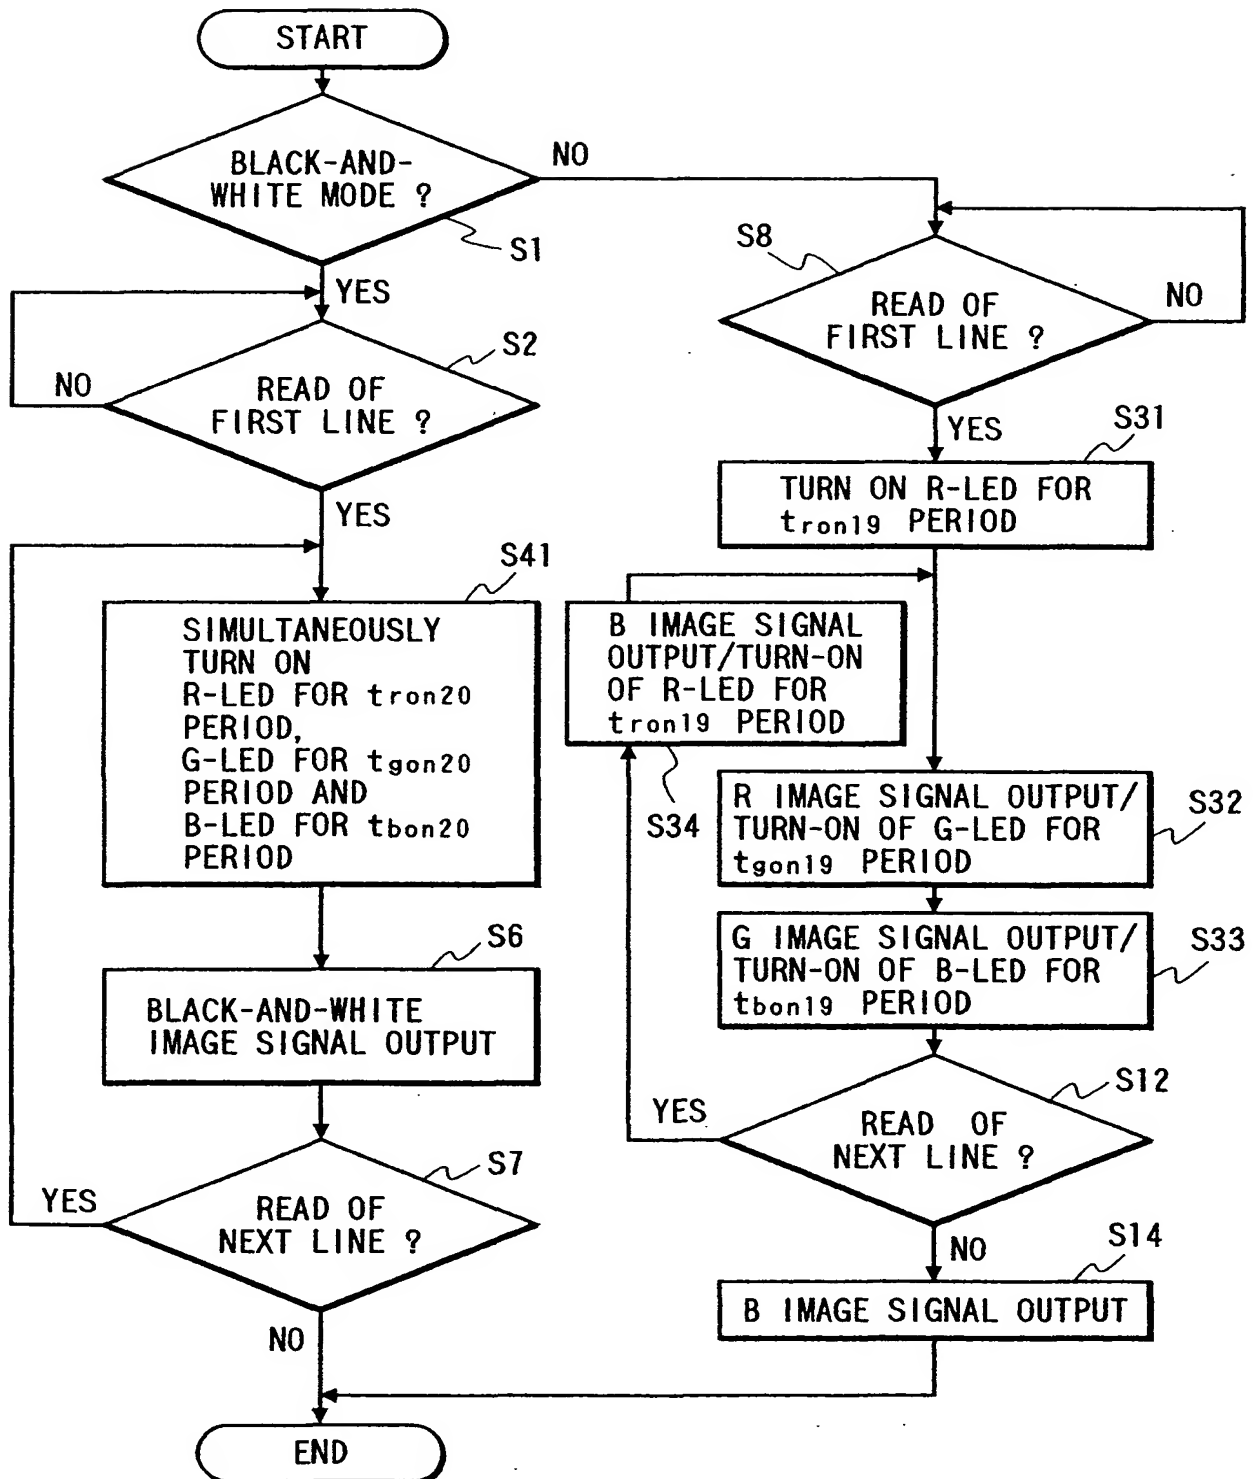 START
BLACK-AND-
WHITE MODE ?
NO
S1
YES
S2
READ OF
FIRST LINE ?
NO
YES
S41
SIMULTANEOUSLY
TURN ON
R-LED FOR tron20
PERIOD,
G-LED FOR tgon20
PERIOD AND
B-LED FOR tbon20
PERIOD
S6
BLACK-AND-WHITE
IMAGE SIGNAL OUTPUT
S7
READ OF
NEXT LINE ?
YES
NO
END
S8
READ OF
FIRST LINE ?
NO
YES
S31
TURN ON R-LED FOR
tron19 PERIOD
B IMAGE SIGNAL
OUTPUT/TURN-ON
OF R-LED FOR
tron19 PERIOD
S34
R IMAGE SIGNAL OUTPUT/
TURN-ON OF G-LED FOR
tgon19 PERIOD
S32
G IMAGE SIGNAL OUTPUT/
TURN-ON OF B-LED FOR
tbon19 PERIOD
S33
S12
READ OF
NEXT LINE ?
YES
NO
S14
B IMAGE SIGNAL OUTPUT